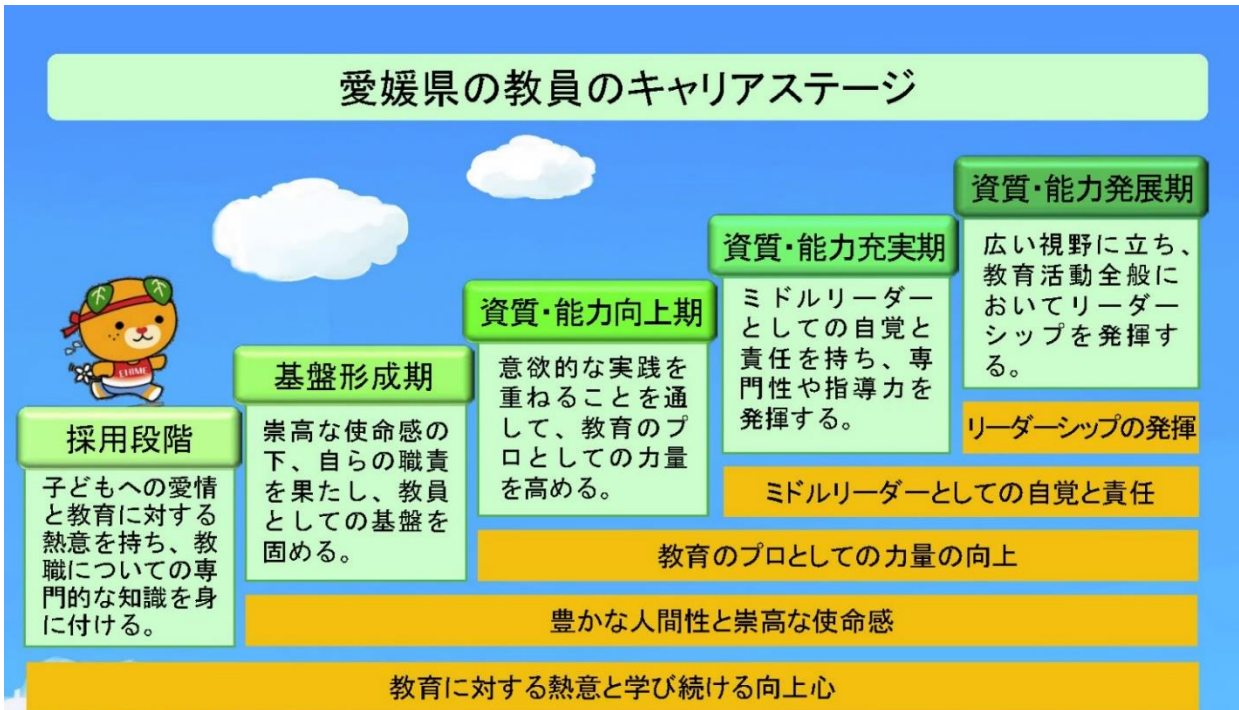 愛媛県の教員のキャリアステージ
採用段階
子どもへの愛情
と教育に対する
熱意を持ち、教
職についての専
門的な知識を身
に付ける。
基盤形成期
崇高な使命感の
下、自らの職責
を果たし、教員
としての基盤を
固める。
資質・能力向上期
意欲的な実践を
重ねることを通
して、教育のプ
ロとしての力量
を高める。
資質・能力充実期
ミドルリーダー
としての自覚と
責任を持ち、専
門性や指導力を
発揮する。
資質・能力発展期
広い視野に立ち、
教育活動全般に
おいてリーダー
シップを発揮す
る。
リーダーシップの発揮
ミドルリーダーとしての自覚と責任
教育のプロとしての力量の向上
豊かな人間性と崇高な使命感
教育に対する熱意と学び続ける向上心
EHIME